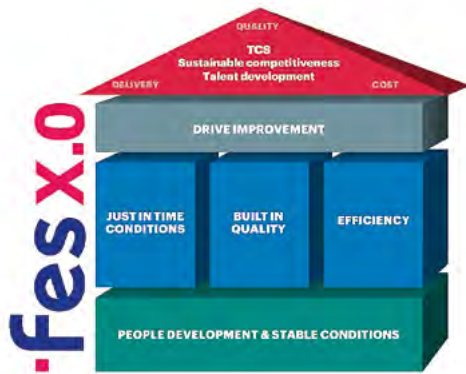 QUALITY
TCS
Sustainable competitiveness
Talent development
DELIVERY
COST
DRIVE IMPROVEMENT
JUST IN TIME
CONDITIONS
BUILT IN
QUALITY
EFFICIENCY
PEOPLE DEVELOPMENT & STABLE CONDITIONS
fes x.0